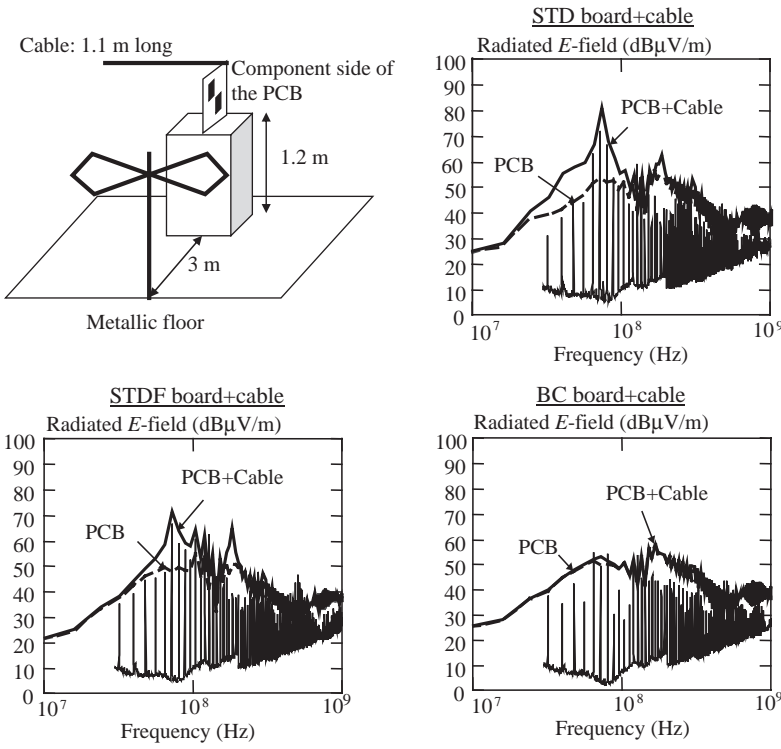 Cable: 1.1 m long
Component side of
the PCB
1.2 m
3 m
Metallic floor
STD board+cable
Radiated E-field (dBμV/m)
100
90
80
70
60
50
40
30
20
10
0
PCB+Cable
PCB
10^7
10^8
10^9
Frequency (Hz)
STDF board+cable
Radiated E-field (dBμV/m)
100
90
80
70
60
50
40
30
20
10
0
PCB+Cable
PCB
10^7
10^8
10^9
Frequency (Hz)
BC board+cable
Radiated E-field (dBμV/m)
100
90
80
70
60
50
40
30
20
10
0
PCB+Cable
PCB
10^7
10^8
10^9
Frequency (Hz)